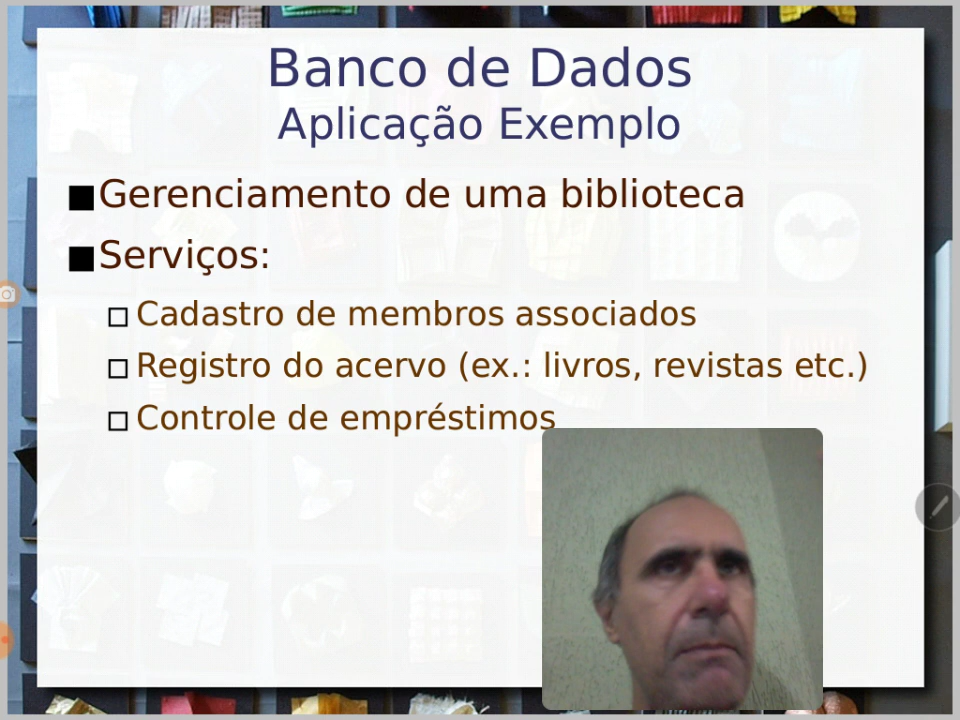 Banco de Dados
Aplicação Exemplo
Gerenciamento de uma biblioteca
Serviços:
Cadastro de membros associados
Registro do acervo (ex.: livros, revistas etc.)
Controle de empréstimos